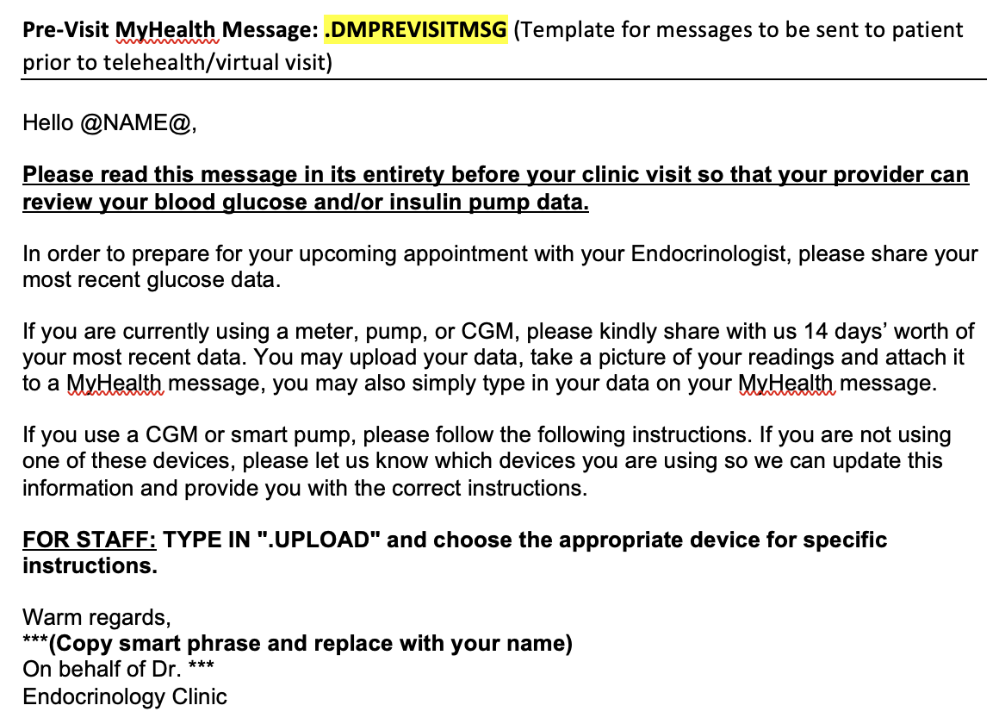 Pre-Visit MyHealth Message: .DMPREVISITMSG (Template for messages to be sent to patient
prior to telehealth/virtual visit)
Hello @NAME@,
Please read this message in its entirety before your clinic visit so that your provider can
review your blood glucose and/or insulin pump data.
In order to prepare for your upcoming appointment with your Endocrinologist, please share your
most recent glucose data.
If you are currently using a meter, pump, or CGM, please kindly share with us 14 days’ worth of
your most recent data. You may upload your data, take a picture of your readings and attach it
to a MyHealth message, you may also simply type in your data on your MyHealth message.
If you use a CGM or smart pump, please follow the following instructions. If you are not using
one of these devices, please let us know which devices you are using so we can update this
information and provide you with the correct instructions.
FOR STAFF: TYPE IN ".UPLOAD" and choose the appropriate device for specific
instructions.
Warm regards,
***(Copy smart phrase and replace with your name)
On behalf of Dr. ***
Endocrinology Clinic